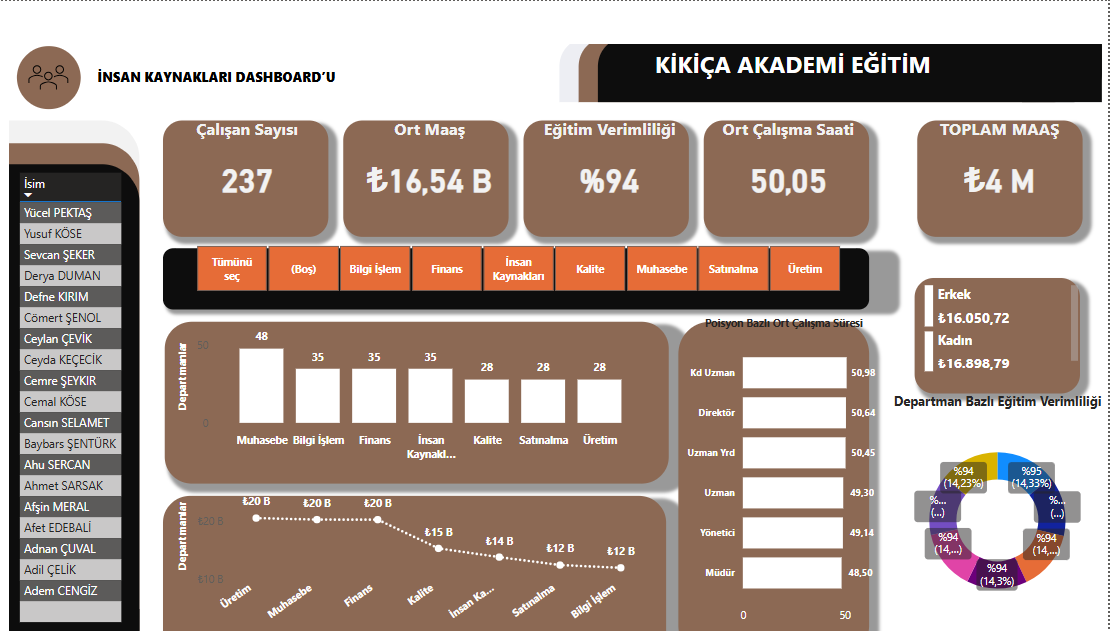 İNSAN KAYNAKLARI DASHBOARD'U
KİKİÇA AKADEMİ EĞİTİM
Çalışan Sayısı
237
Ort Maaş
₺16,54 B
Eğitim Verimliliği
%94
Ort Çalışma Saati
50,05
TOPLAM MAAŞ
₺4 M
İsim
Yücel PEKTAŞ
Yusuf KÖSE
Sevcan ŞEKER
Derya DUMAN
Defne KIRIM
Cömert ŞENOL
Ceylan ÇEVİK
Ceyda KEÇECİK
Cemre ŞEYKIR
Cemal KÖSE
Cansın SELAMET
Baybars ŞENTÜRK
Ahu SERCAN
Ahmet SARSAK
Afşin MERAL
Afet EDEBALİ
Adnan ÇUVAL
Adil ÇELİK
Adem CENGİZ
Tümünü
seç
(Boş)
Bilgi İşlem
Finans
İnsan
Kaynakları
Kalite
Muhasebe
Satınalma
Üretim
Departmanlar
50
0
48
35
35
35
28
28
28
Muhasebe
Bilgi İşlem
Finans
İnsan
Kaynakl...
Kalite
Satınalma
Üretim
Departmanlar
₺20 B
₺10 B
₺20 B
₺20 B
₺20 B
₺15 B
₺14 B
₺12 B
₺12 B
Üretim
Muhasebe
Finans
Kalite
İnsan Ka...
Satınalma
Bilgi İşlem
Poisyon Bazlı Ort Çalışma Süresi
Kd Uzman 50,98
Direktör 50,64
Uzman Yrd 50,45
Uzman 49,30
Yönetici 49,14
Müdür 48,50
0 50
Erkek
₺16.050,72
Kadın
₺16.898,79
Departman Bazlı Eğitim Verimliliği
%94
(14,23%)
%95
(14,33%)
%...
(...)
%...
(...)
%94
(14,...)
%94
(14,...)
%94
(14,3%)